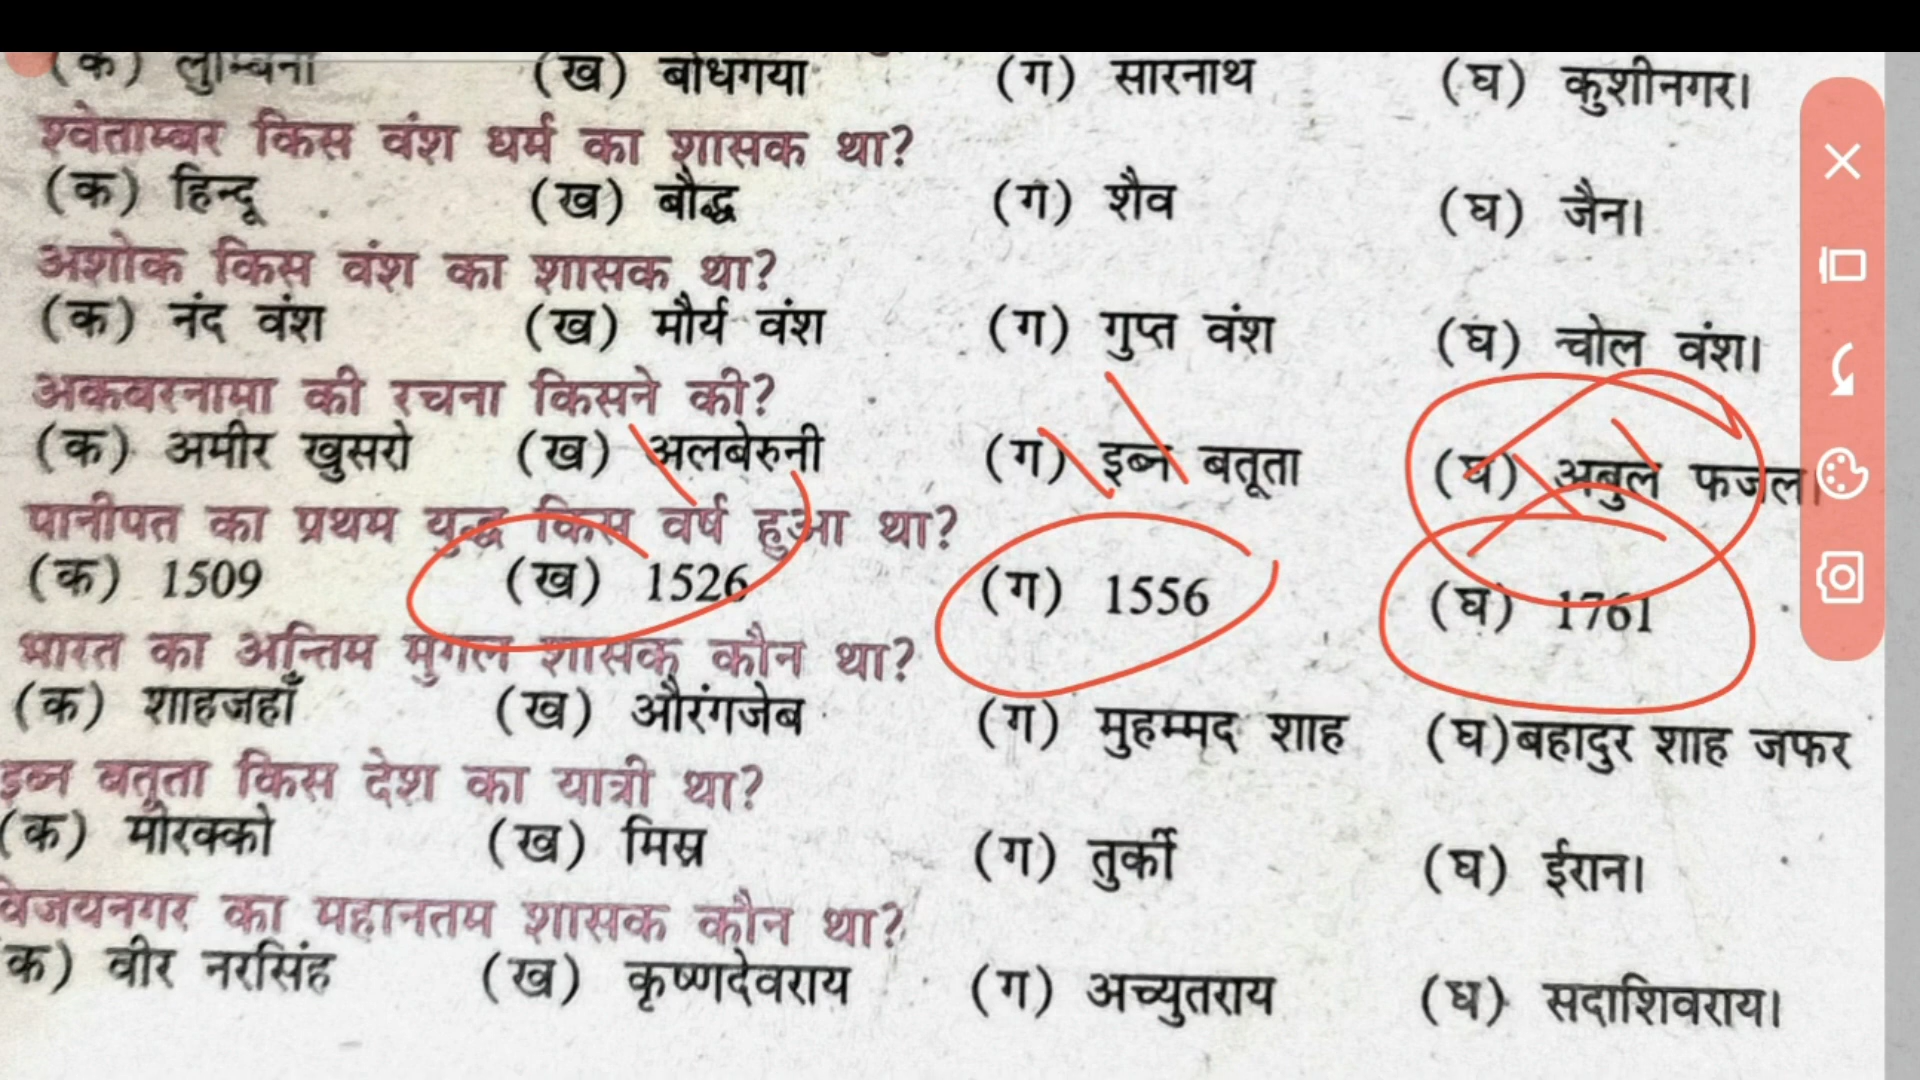 (क) लुम्बिनी (ख) बोधगया (ग) सारनाथ (घ) कुशीनगर।
श्वेताम्बर किस वंश धर्म का शासक था?
(क) हिन्दू (ख) बौद्ध (ग) शैव (घ) जैन।
अशोक किस वंश का शासक था?
(क) नंद वंश (ख) मौर्य वंश (ग) गुप्त वंश (घ) चोल वंश।
अकबरनामा की रचना किसने की?
(क) अमीर खुसरो (ख) अलबेरुनी (ग) इब्न बतूता (घ) अबुल फजल।
पानीपत का प्रथम युद्ध किस वर्ष हुआ था?
(क) 1509 (ख) 1526 (ग) 1556 (घ) 1761
भारत का अन्तिम मुगल शासक कौन था?
(क) शाहजहाँ (ख) औरंगजेब (ग) मुहम्मद शाह (घ) बहादुर शाह जफर
इब्न बतूता किस देश का यात्री था?
(क) मोरक्को (ख) मिस्र (ग) तुर्की (घ) ईरान।
विजयनगर का महानतम शासक कौन था?
क) वीर नरसिंह (ख) कृष्णदेवराय (ग) अच्युतराय (घ) सदाशिवराय।